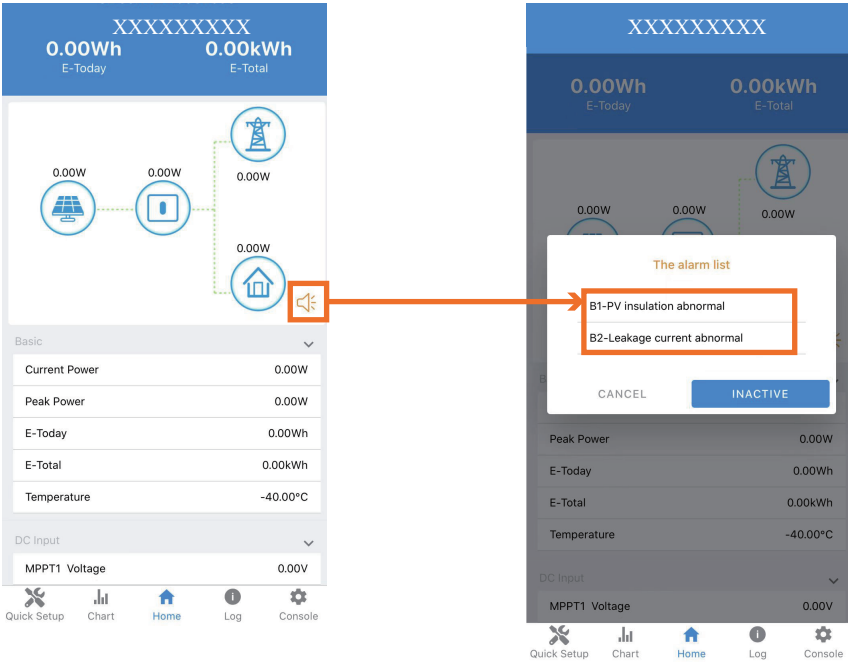 XXXXXXXXX
0.00Wh 0.00kWh
E-Today E-Total
0.00W 0.00W 0.00W
0.00W
Basic
Current Power 0.00W
Peak Power 0.00W
E-Today 0.00Wh
E-Total 0.00kWh
Temperature -40.00°C
DC Input
MPPT1 Voltage 0.00V
Quick Setup Chart Home Log Console
XXXXXXXXX
0.00Wh 0.00kWh
E-Today E-Total
0.00W 0.00W 0.00W
The alarm list
B1-PV insulation abnormal
B2-Leakage current abnormal
CANCEL INACTIVE
B
Peak Power 0.00W
E-Today 0.00Wh
E-Total 0.00kWh
Temperature -40.00°C
DC Input
MPPT1 Voltage 0.00V
Quick Setup Chart Home Log Console